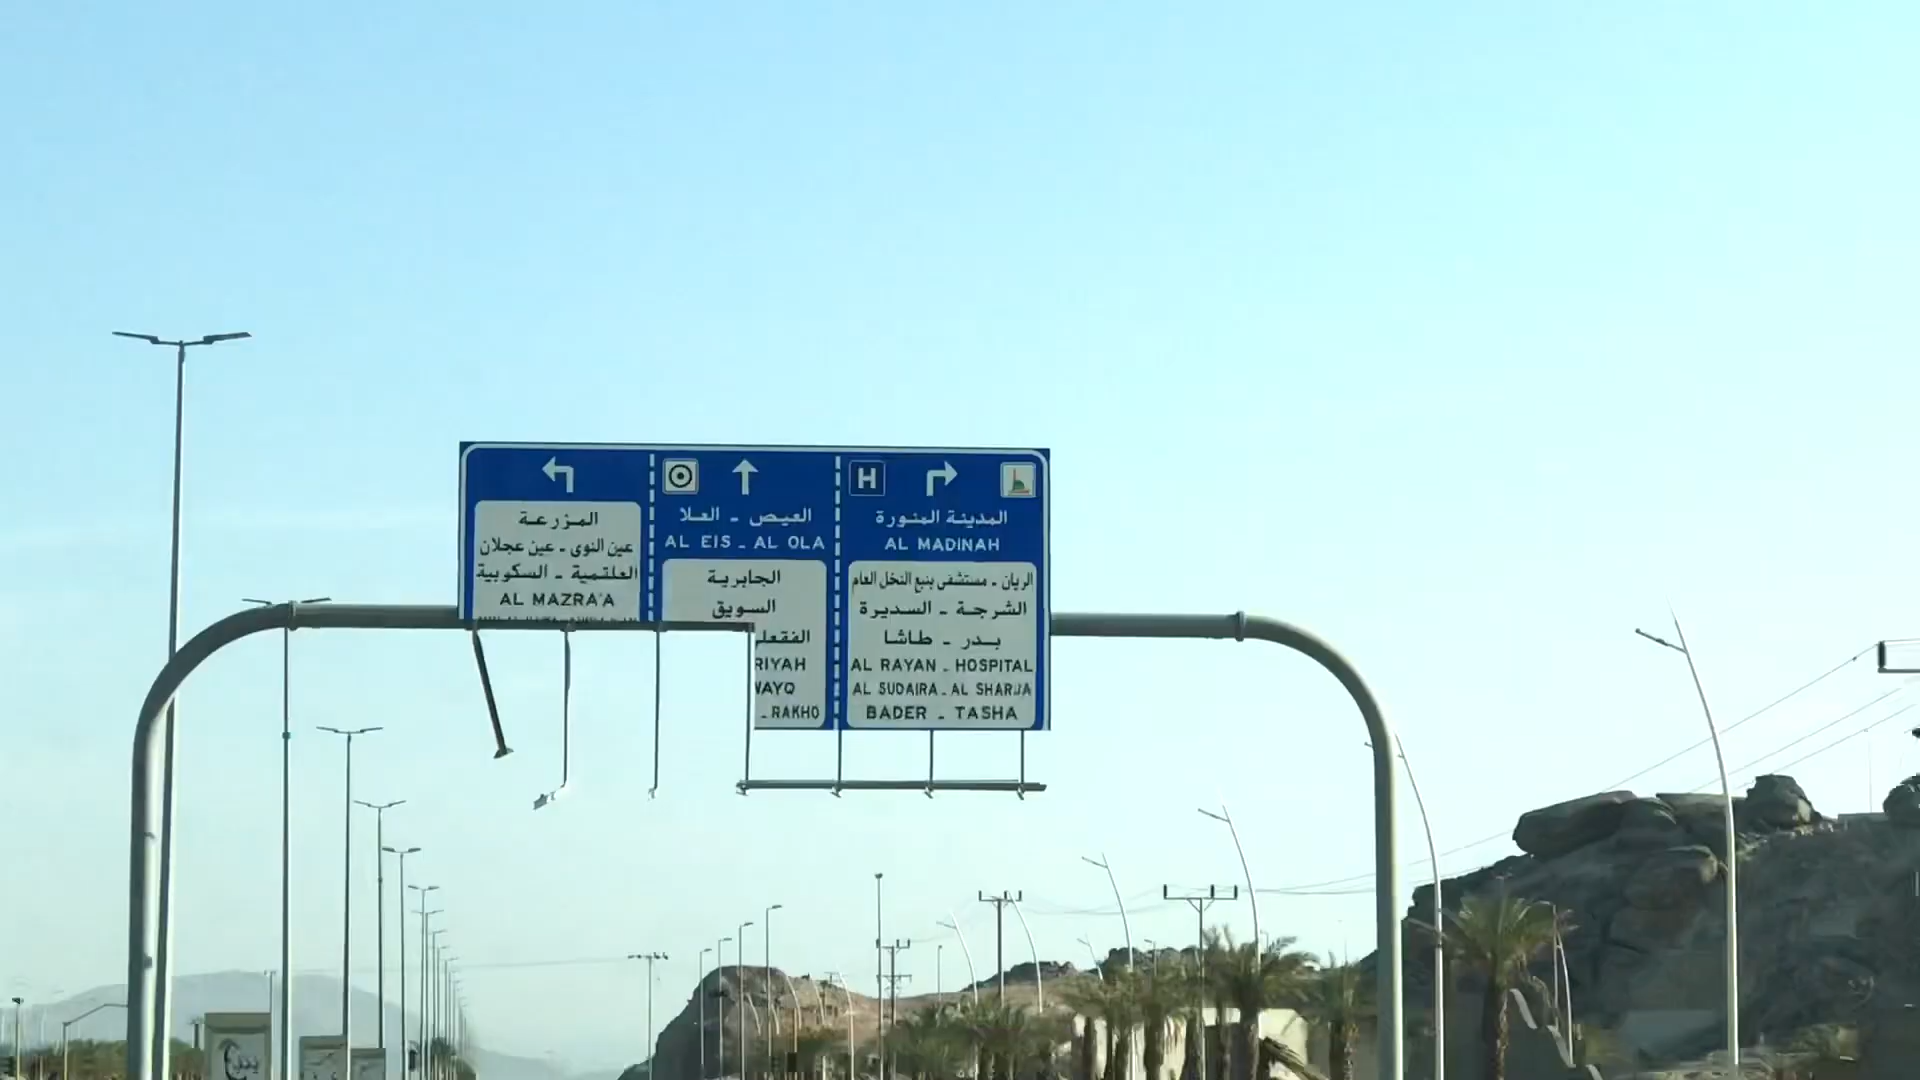 المزرعة
عين النوى - عين عجلان
العلتمية - السكوبية
AL MAZRA'A
العيص - العلا
AL EIS - AL OLA
الجابرية
السويق
RIYAH
WAYQ
- RAKHO
H
المدينة المنورة
AL MADINAH
الريان - مستشفى ينبع النخل العام
الشرجة - السديرة
بدر - طاشا
AL RAYAN - HOSPITAL
AL SUDAIRA - AL SHARJA
BADER - TASHA